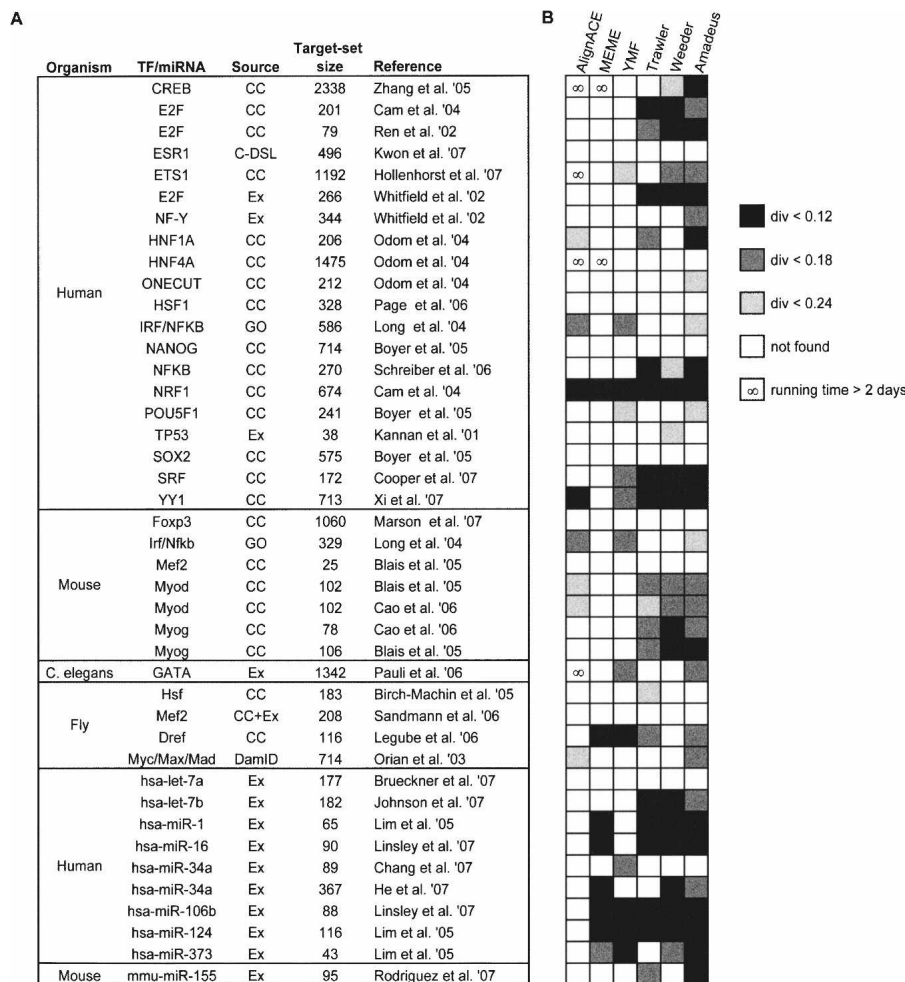 A
B
AlignACE
MEME
YMF
Trawler
Weeder
Amadeus
Organism TF/miRNA Source Target-set size Reference
CREB CC 2338 Zhang et al. '05 ∞ ∞
E2F CC 201 Cam et al. '04
E2F CC 79 Ren et al. '02
ESR1 C-DSL 496 Kwon et al. '07
ETS1 CC 1192 Hollenhorst et al. '07 ∞
E2F Ex 266 Whitfield et al. '02
NF-Y Ex 344 Whitfield et al. '02
HNF1A CC 206 Odom et al. '04
HNF4A CC 1475 Odom et al. '04 ∞ ∞
ONECUT CC 212 Odom et al. '04
Human
HSF1 CC 328 Page et al. '06
IRF/NFKB GO 586 Long et al. '04
NANOG CC 714 Boyer et al. '05
NFKB CC 270 Schreiber et al. '06
NRF1 CC 674 Cam et al. '04
POU5F1 CC 241 Boyer et al. '05
TP53 Ex 38 Kannan et al. '01
SOX2 CC 575 Boyer et al. '05
SRF CC 172 Cooper et al. '07
YY1 CC 713 Xi et al. '07
Foxp3 CC 1060 Marson et al. '07
Irf/Nfkb GO 329 Long et al. '04
Mef2 CC 25 Blais et al. '05
Mouse Myod CC 102 Blais et al. '05
Myod CC 102 Cao et al. '06
Myog CC 78 Cao et al. '06
Myog CC 106 Blais et al. '05
C. elegans GATA Ex 1342 Pauli et al. '06 ∞
Hsf CC 183 Birch-Machin et al. '05
Fly
Mef2 CC+Ex 208 Sandmann et al. '06
Dref CC 116 Legube et al. '06
Myc/Max/Mad DamID 714 Orian et al. '03
hsa-let-7a Ex 177 Brueckner et al. '07
hsa-let-7b Ex 182 Johnson et al. '07
hsa-miR-1 Ex 65 Lim et al. '05
hsa-miR-16 Ex 90 Linsley et al. '07
Human hsa-miR-34a Ex 89 Chang et al. '07
hsa-miR-34a Ex 367 He et al. '07
hsa-miR-106b Ex 88 Linsley et al. '07
hsa-miR-124 Ex 116 Lim et al. '05
hsa-miR-373 Ex 43 Lim et al. '05
Mouse mmu-miR-155 Ex 95 Rodriguez et al. '07
div < 0.12
div < 0.18
div < 0.24
not found
∞ running time > 2 days